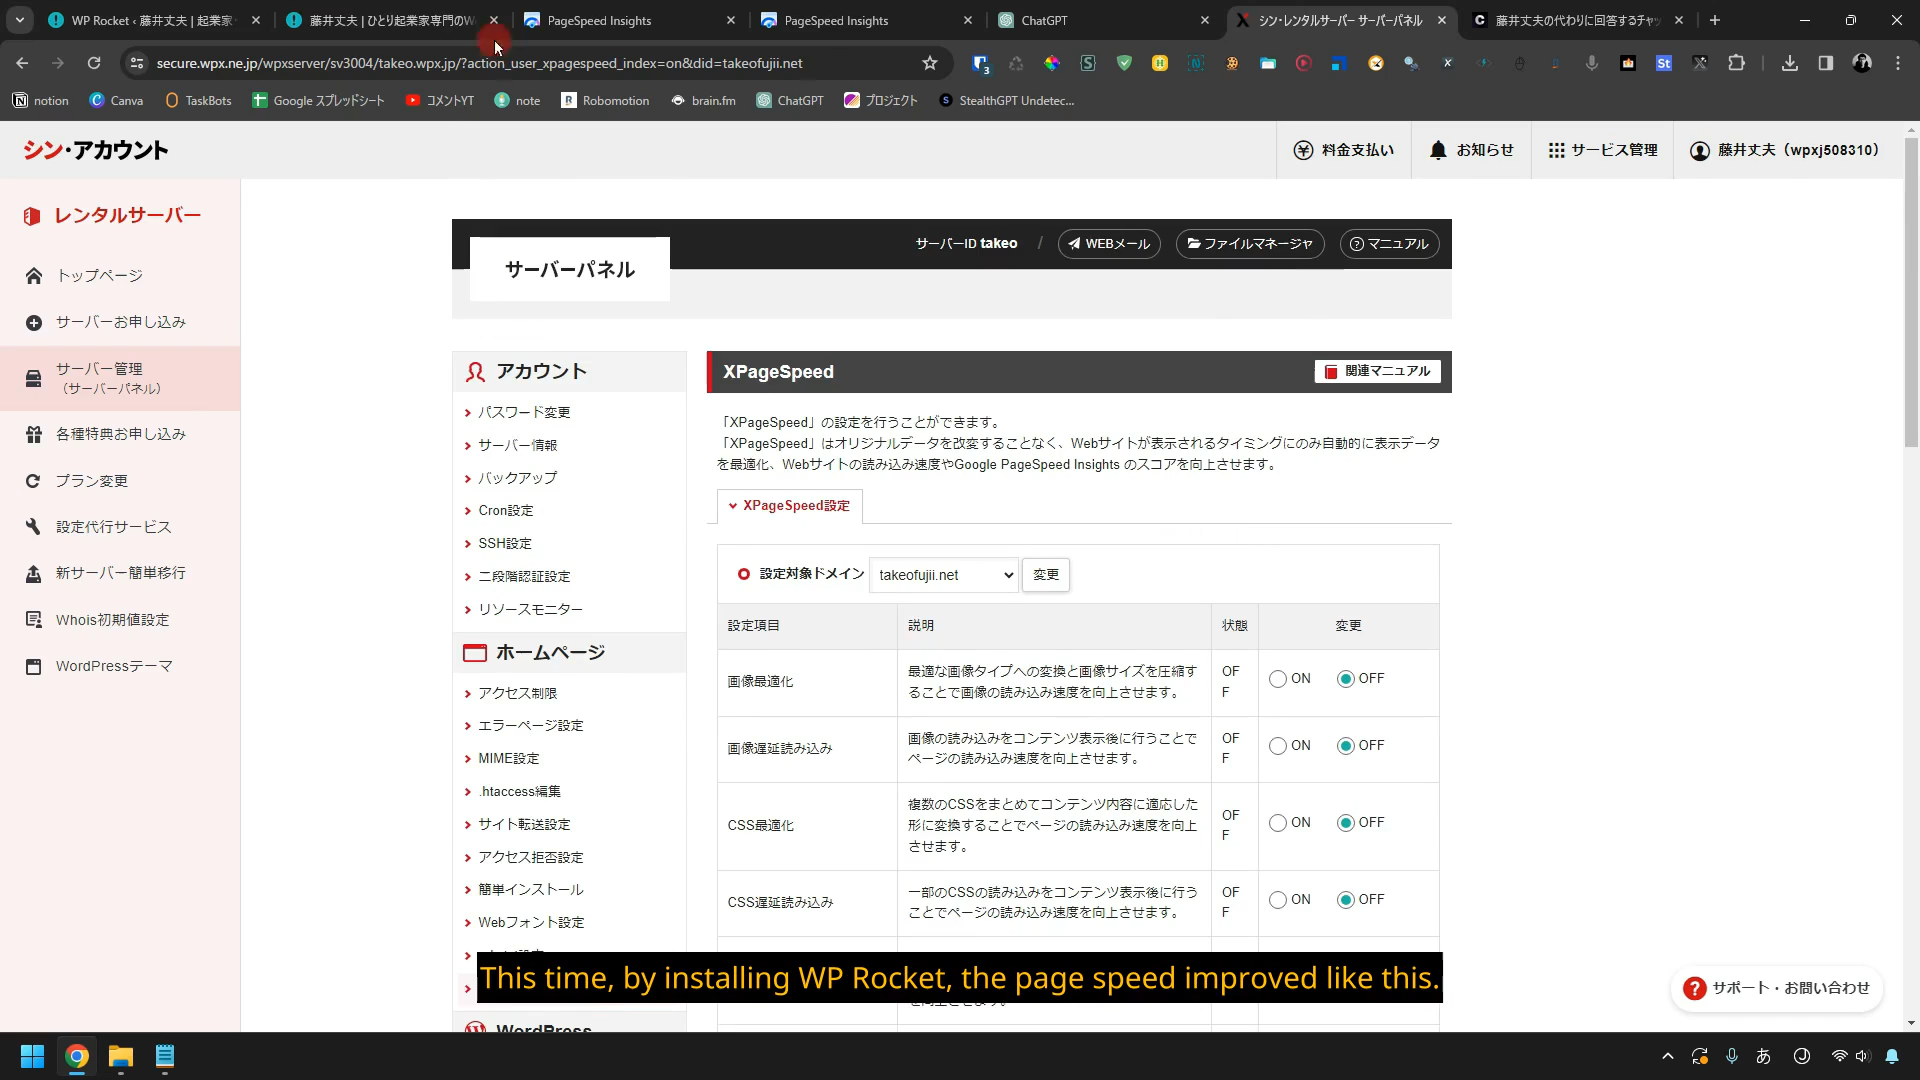 WP Rocket ‹ 藤井丈夫 | 起業家
藤井丈夫 | ひとり起業家専門のW
PageSpeed Insights
PageSpeed Insights
ChatGPT
シン・レンタルサーバー サーバーパネル
藤井丈夫の代わりに回答するチャッ
secure.wpx.ne.jp/wpxserver/sv3004/takeo.wpx.jp/?action_user_xpagespeed_index=on&did=takeofujii.net
notion
Canva
TaskBots
Google スプレッドシート
コメントYT
note
Robomotion
brain.fm
ChatGPT
プロジェクト
StealthGPT Undetec...
シン・アカウント
料金支払い
お知らせ
サービス管理
藤井丈夫（wpxj508310）
レンタルサーバー
トップページ
サーバーお申し込み
サーバー管理
（サーバーパネル）
各種特典お申し込み
プラン変更
設定代行サービス
新サーバー簡単移行
Whois初期値設定
WordPressテーマ
サーバーパネル
サーバーID takeo /
WEBメール
ファイルマネージャ
マニュアル
アカウント
パスワード変更
サーバー情報
バックアップ
Cron設定
SSH設定
二段階認証設定
リソースモニター
ホームページ
アクセス制限
エラーページ設定
MIME設定
.htaccess編集
サイト転送設定
アクセス拒否設定
簡単インストール
Webフォント設定
WordPress
XPageSpeed
関連マニュアル
「XPageSpeed」の設定を行うことができます。
「XPageSpeed」はオリジナルデータを改変することなく、Webサイトが表示されるタイミングにのみ自動的に表示データ
を最適化、Webサイトの読み込み速度やGoogle PageSpeed Insights のスコアを向上させます。
XPageSpeed設定
設定対象ドメイン takeofujii.net 変更
設定項目 説明 状態 変更
画像最適化
最適な画像タイプへの変換と画像サイズを圧縮す
ることで画像の読み込み速度を向上させます。
OF
F
ON OFF
画像遅延読み込み
画像の読み込みをコンテンツ表示後に行うことで
ページの読み込み速度を向上させます。
OF
F
ON OFF
CSS最適化
複数のCSSをまとめてコンテンツ内容に適応した
形に変換することでページの読み込み速度を向上
させます。
OF
F
ON OFF
CSS遅延読み込み
一部のCSSの読み込みをコンテンツ表示後に行う
ことでページの読み込み速度を向上させます。
OF
F
ON OFF
This time, by installing WP Rocket, the page speed improved like this.
サポート・お問い合わせ